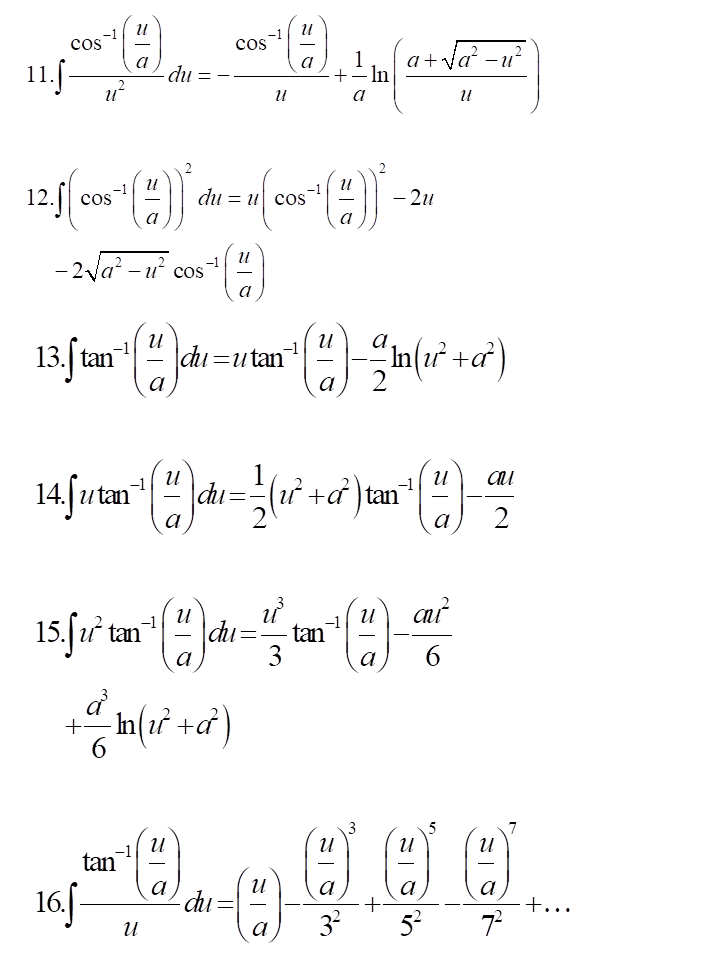 11. ∫ cos⁻¹(u/a)/u² du = − cos⁻¹(u/a)/u + 1/a ln((a + √(a² − u²))/u)
12. ∫ (cos⁻¹(u/a))² du = u(cos⁻¹(u/a))² − 2u
− 2√(a² − u²) cos⁻¹(u/a)
13. ∫ tan⁻¹(u/a) du = u tan⁻¹(u/a) − a/2 ln(u² + a²)
14. ∫ u tan⁻¹(u/a) du = 1/2 (u² + a²) tan⁻¹(u/a) − au/2
15. ∫ u² tan⁻¹(u/a) du = u³/3 tan⁻¹(u/a) − au²/6
+ a³/6 ln(u² + a²)
16. ∫ tan⁻¹(u/a)/u du = (u/a) − (u/a)³/3² + (u/a)⁵/5² − (u/a)⁷/7² + …